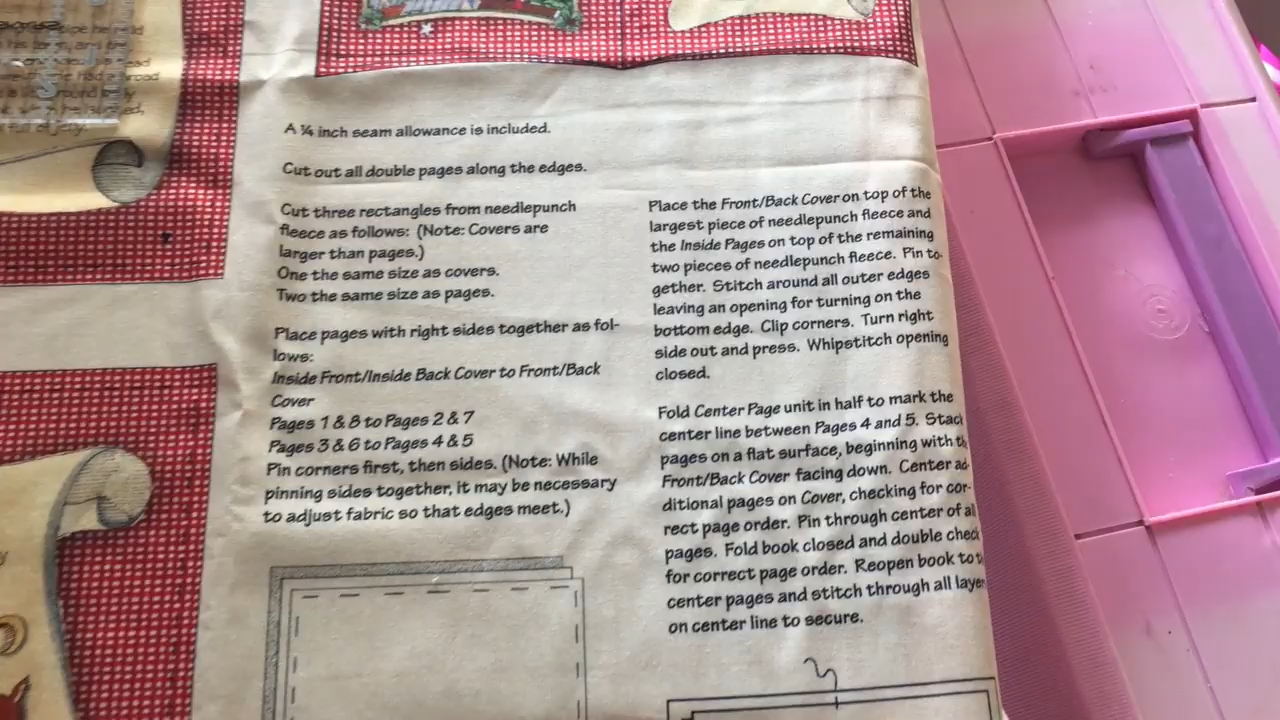 A ¼ inch seam allowance is included.
Cut out all double pages along the edges.
Cut three rectangles from needlepunch
fleece as follows: (Note: Covers are
larger than pages.)
One the same size as covers.
Two the same size as pages.
Place pages with right sides together as fol-
lows:
Inside Front/Inside Back Cover to Front/Back
Cover
Pages 1 & 8 to Pages 2 & 7
Pages 3 & 6 to Pages 4 & 5
Pin corners first, then sides. (Note: While
pinning sides together, it may be necessary
to adjust fabric so that edges meet.)
Place the Front/Back Cover on top of the
largest piece of needlepunch fleece and
the Inside Pages on top of the remaining
two pieces of needlepunch fleece. Pin to-
gether. Stitch around all outer edges
leaving an opening for turning on the
bottom edge. Clip corners. Turn right
side out and press. Whipstitch opening
closed.
Fold Center Page unit in half to mark the
center line between Pages 4 and 5. Stac
pages on a flat surface, beginning with th
Front/Back Cover facing down. Center ad-
ditional pages on Cover, checking for cor-
rect page order. Pin through center of al
pages. Fold book closed and double chec
for correct page order. Reopen book to t
center pages and stitch through all laye
on center line to secure.